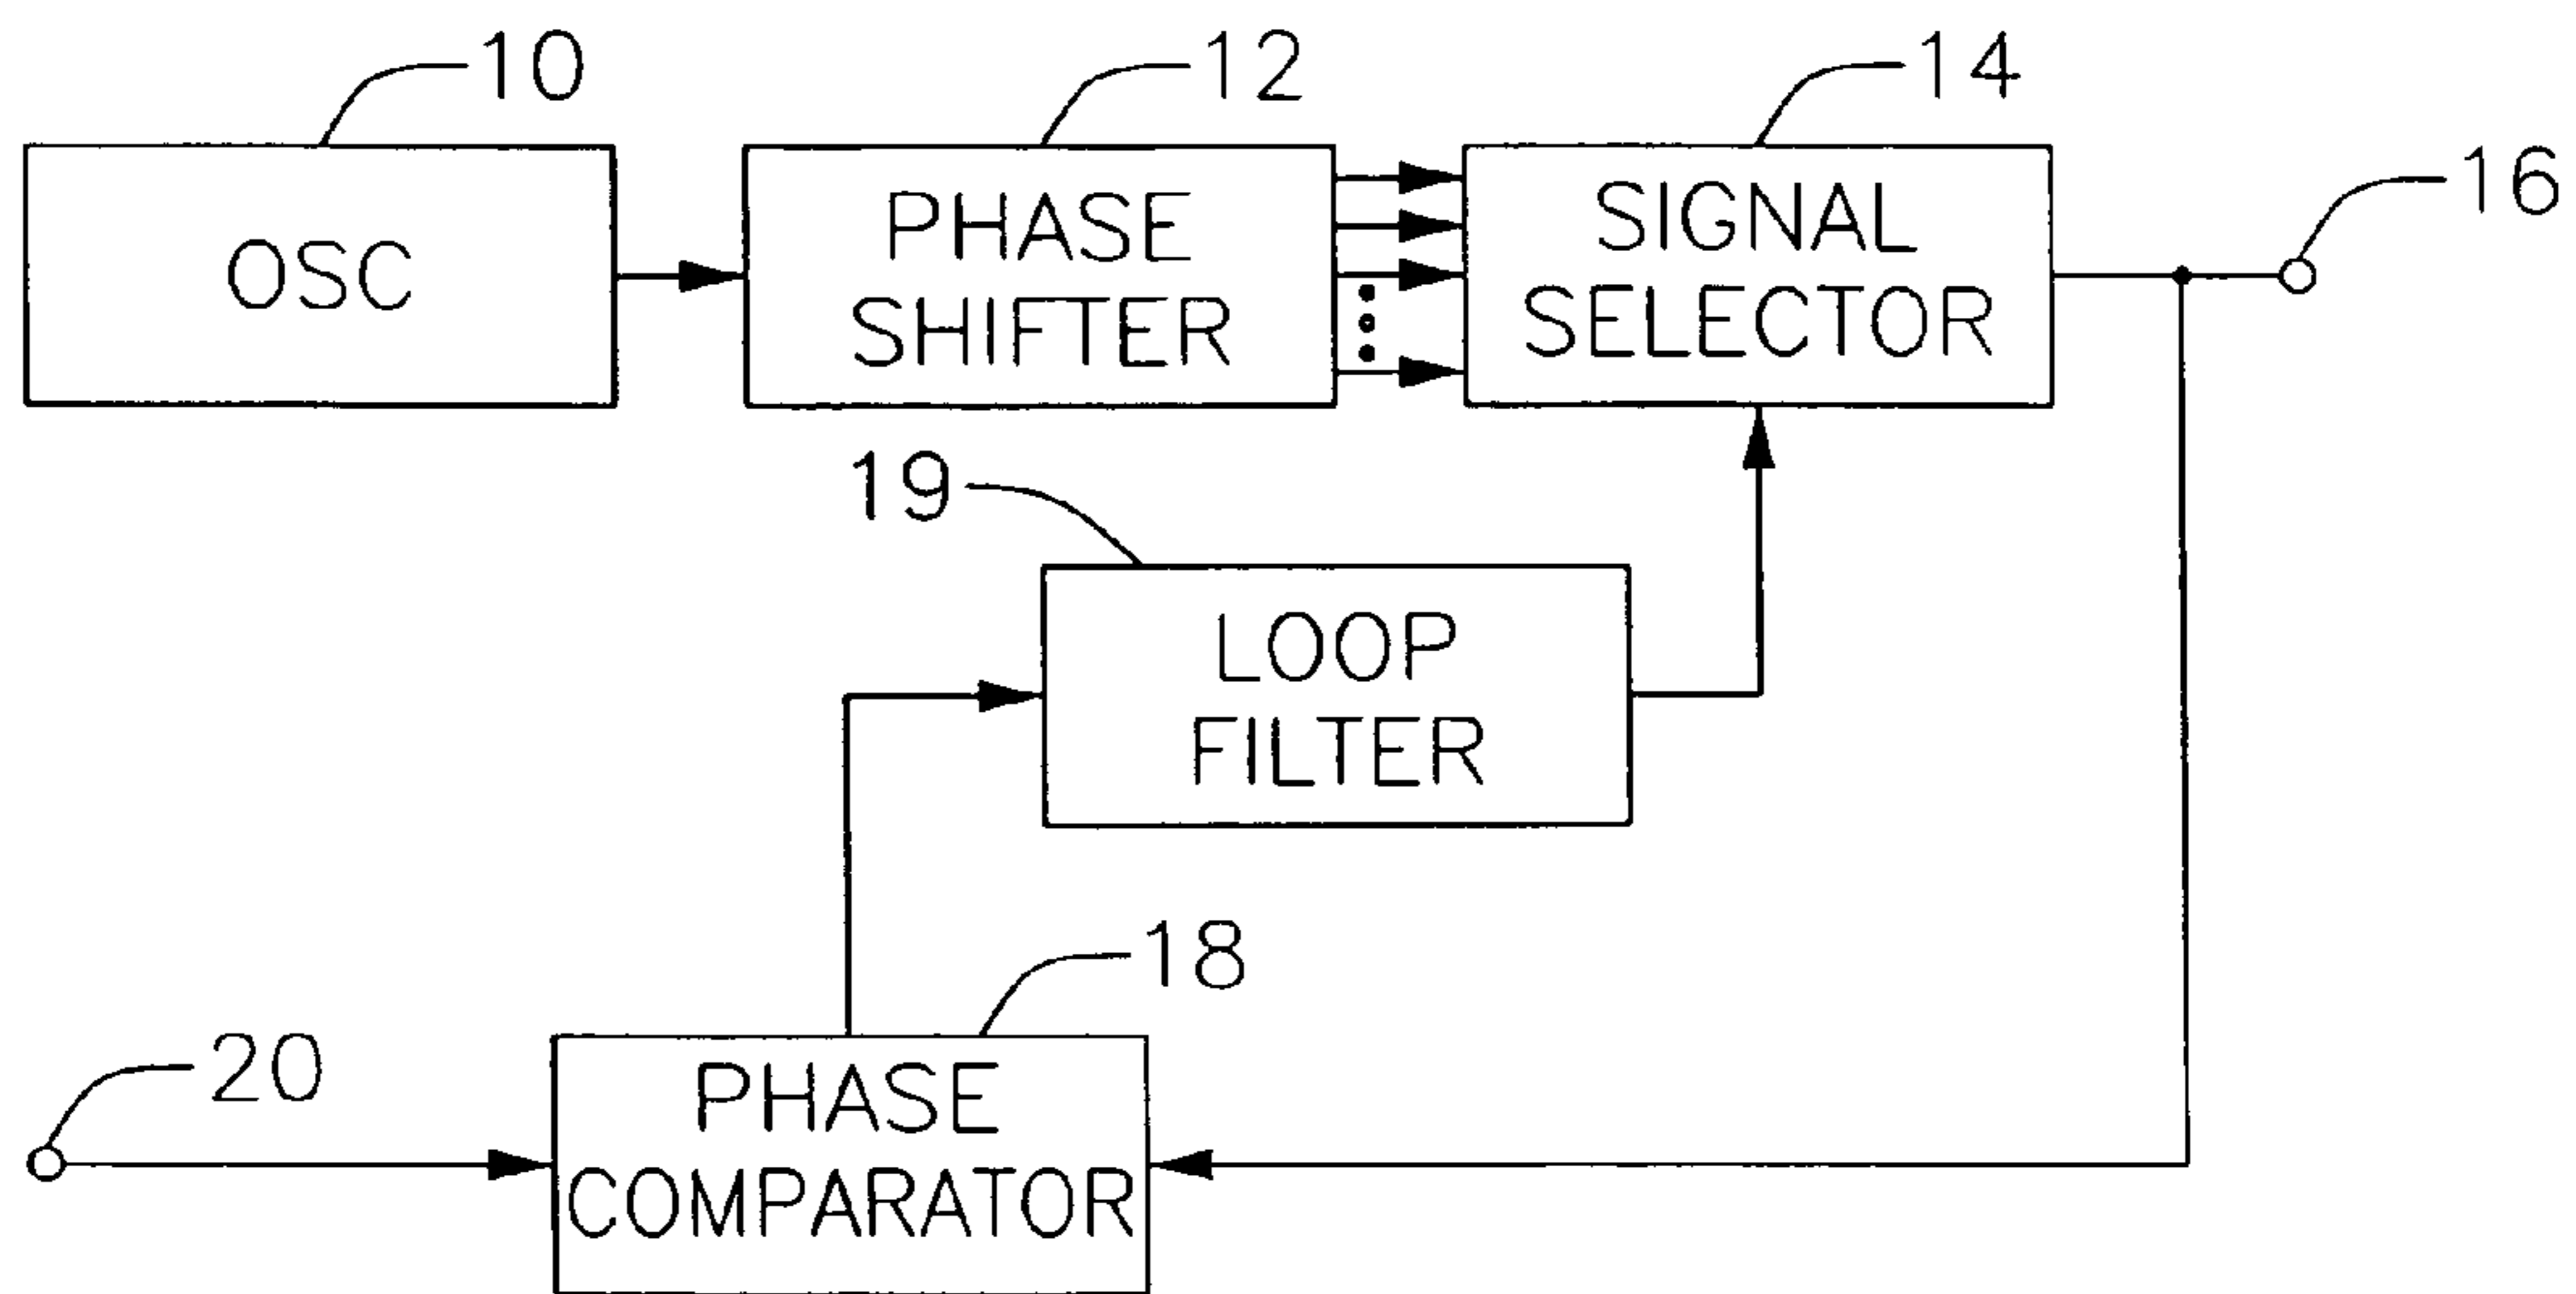 10
12
14
16
OSC
PHASE
SHIFTER
SIGNAL
SELECTOR
19
LOOP
FILTER
18
20
PHASE
COMPARATOR